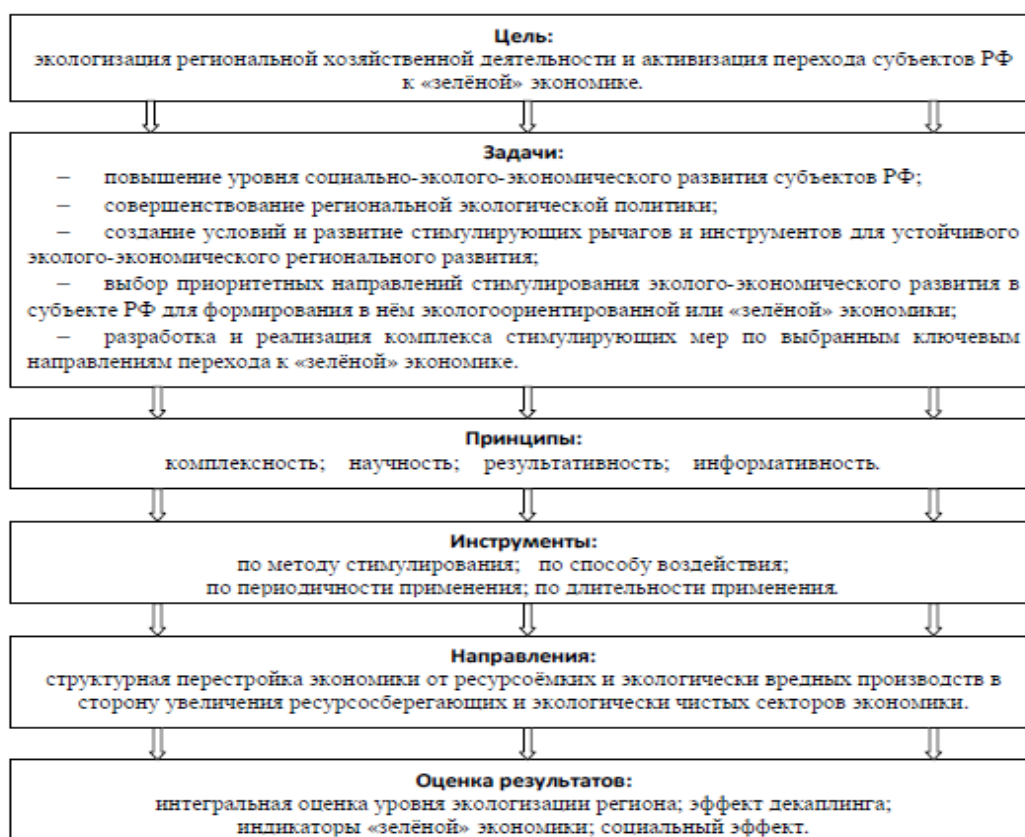 Цель:
экологизация региональной хозяйственной деятельности и активизация перехода субъектов РФ
к «зелёной» экономике.
Задачи:
– повышение уровня социально-эколого-экономического развития субъектов РФ;
– совершенствование региональной экологической политики;
– создание условий и развитие стимулирующих рычагов и инструментов для устойчивого
эколого-экономического регионального развития;
– выбор приоритетных направлений стимулирования эколого-экономического развития в
субъекте РФ для формирования в нём экологоориентированной или «зелёной» экономики;
– разработка и реализация комплекса стимулирующих мер по выбранным ключевым
направлениям перехода к «зелёной» экономике.
Принципы:
комплексность; научность; результативность; информативность.
Инструменты:
по методу стимулирования; по способу воздействия;
по периодичности применения; по длительности применения.
Направления:
структурная перестройка экономики от ресурсоёмких и экологически вредных производств в
сторону увеличения ресурсосберегающих и экологически чистых секторов экономики.
Оценка результатов:
интегральная оценка уровня экологизации региона; эффект декаплинга;
индикаторы «зелёной» экономики; социальный эффект.